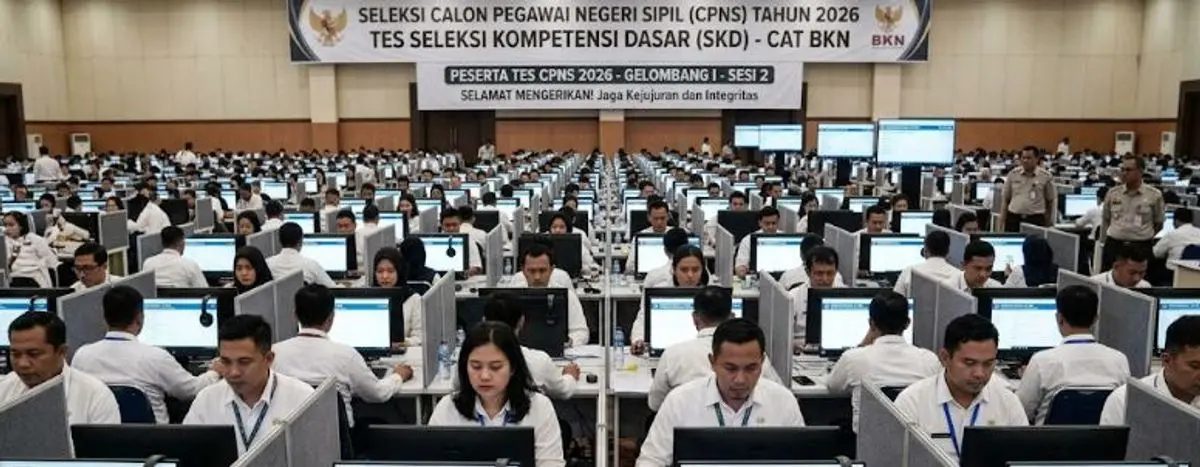 SELEKSI CALON PEGAWAI NEGERI SIPIL (CPNS) TAHUN 2026
TES SELEKSI KOMPETENSI DASAR (SKD) - CAT BKN
BKN
PESERTA TES CPNS 2026 - GELOMBANG I - SESI 2
SELAMAT MENGERIKAN! Jaga Kejujuran dan Integritas